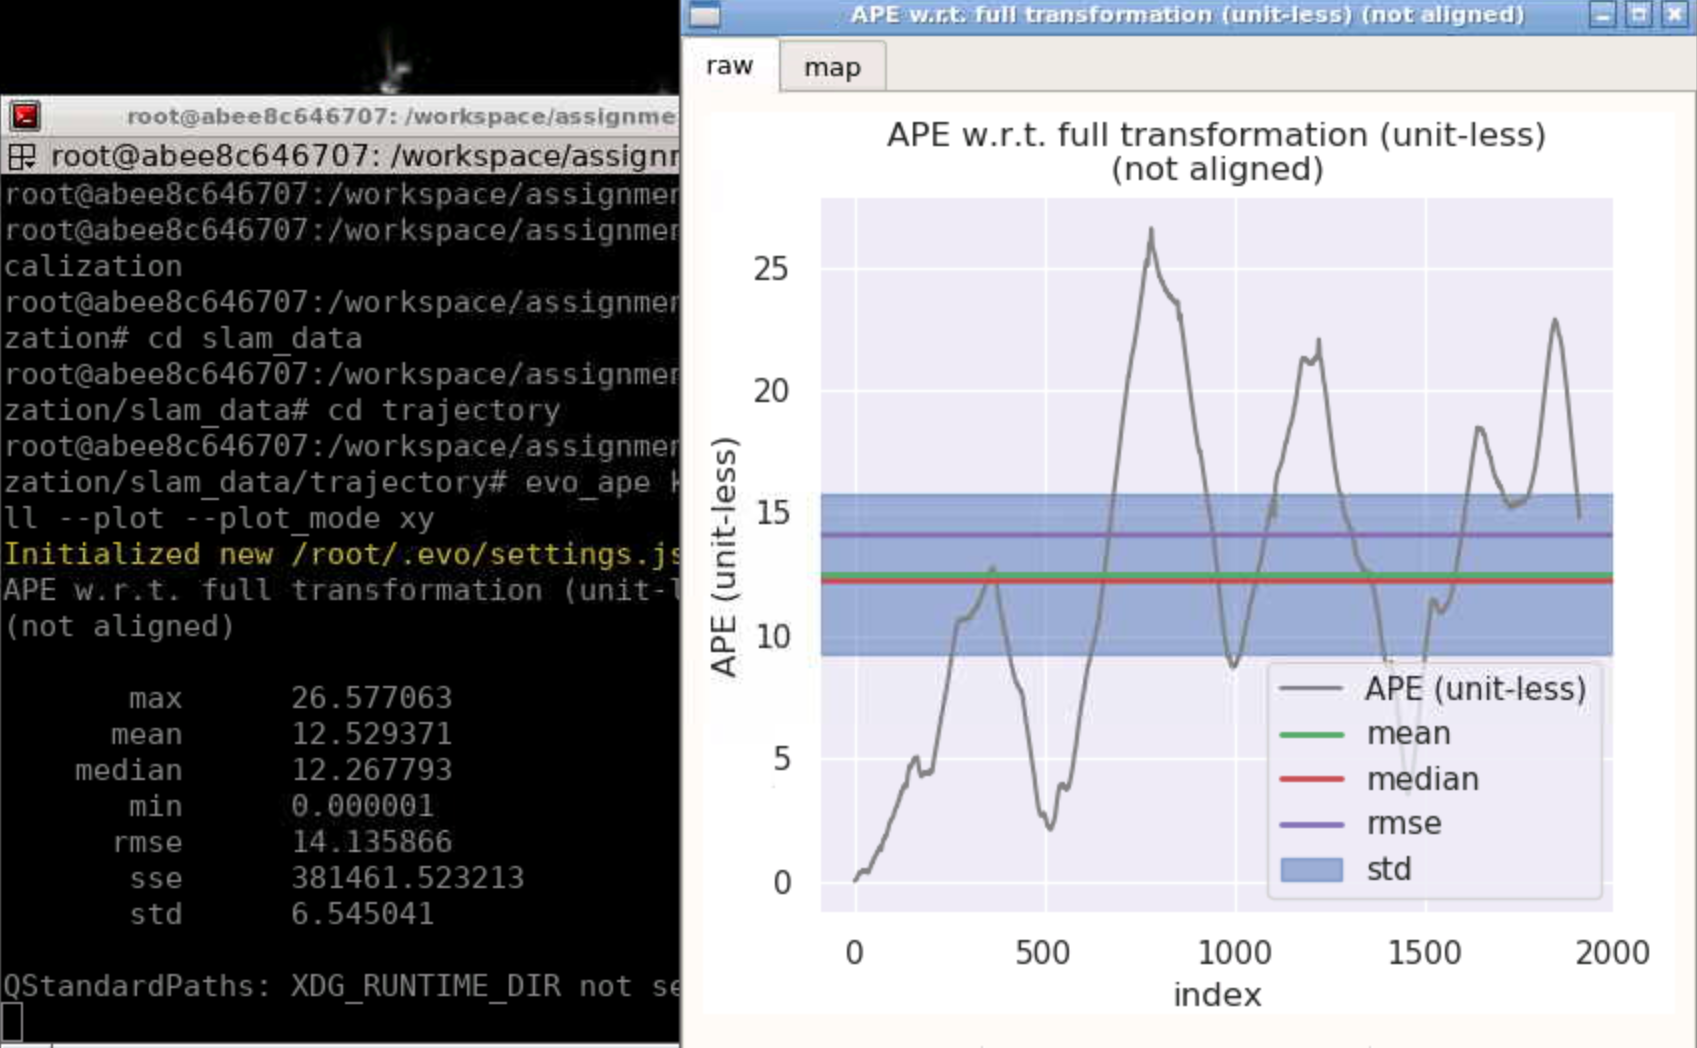 root@abee8c646707: /workspace/assignme
root@abee8c646707: /workspace/assignr
root@abee8c646707:/workspace/assignmer
root@abee8c646707:/workspace/assignmer
calization
root@abee8c646707:/workspace/assignmer
zation# cd slam_data
root@abee8c646707:/workspace/assignmer
zation/slam_data# cd trajectory
root@abee8c646707:/workspace/assignmer
zation/slam_data/trajectory# evo_ape
ll --plot --plot_mode xy
Initialized new /root/.evo/settings.js
APE w.r.t. full transformation (unit-l
(not aligned)
max 26.577063
mean 12.529371
median 12.267793
min 0.000001
rmse 14.135866
sse 381461.523213
std 6.545041
QStandardPaths: XDG_RUNTIME_DIR not se
APE w.r.t. full transformation (unit-less) (not aligned)
raw map
APE w.r.t. full transformation (unit-less)
(not aligned)
APE (unit-less)
25
20
15
10
5
0
APE (unit-less)
mean
median
rmse
std
0 500 1000 1500 2000
index